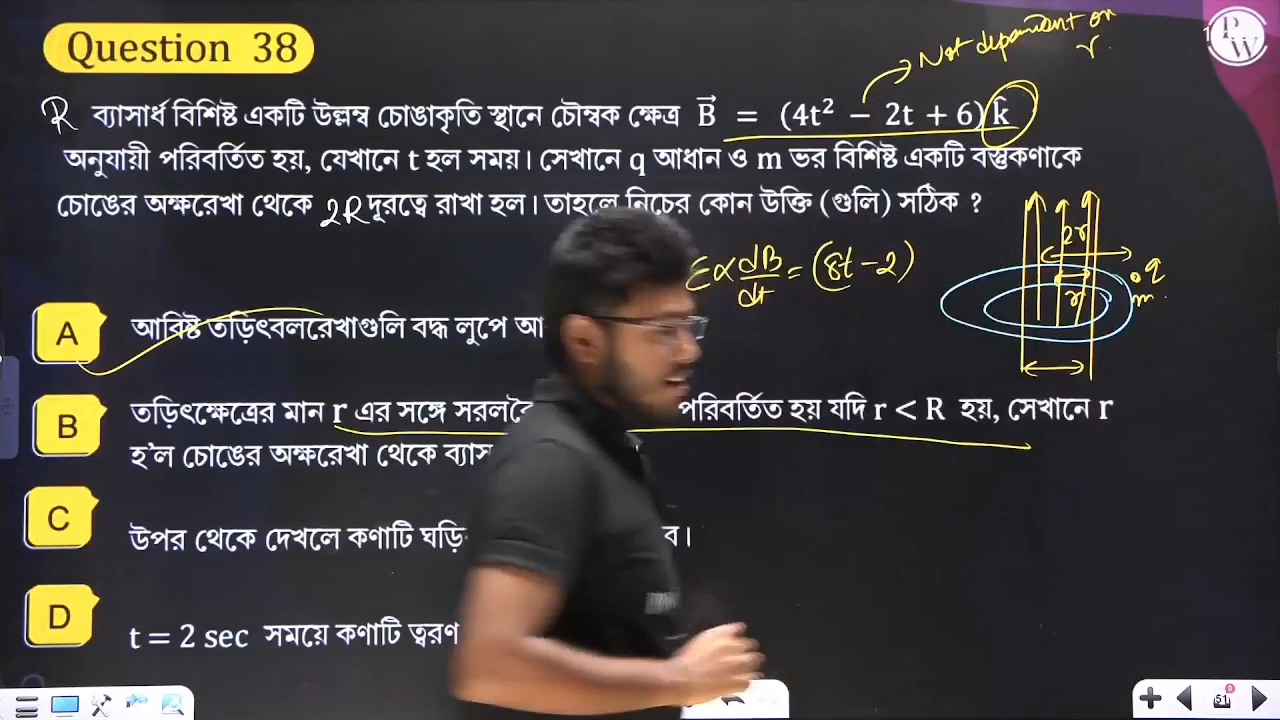 Question 38
Not dependent on
r.
PW
R ব্যাসার্ধ বিশিষ্ট একটি উল্লম্ব চোঙাকৃতি স্থানে চৌম্বক ক্ষেত্র B⃗ = (4t² − 2t + 6)k̂
অনুযায়ী পরিবর্তিত হয়, যেখানে t হল সময়। সেখানে q আধান ও m ভর বিশিষ্ট একটি বস্তুকণাকে
চোঙের অক্ষরেখা থেকে 2R দূরত্বে রাখা হল। তাহলে নিচের কোন উক্তি (গুলি) সঠিক ?
E ∝ dB/dt = (8t − 2)
2r
q
r
m
A আবিষ্ট তড়িৎবলরেখাগুলি বদ্ধ লুপে
B তড়িৎক্ষেত্রের মান r এর সঙ্গে পরিবর্তিত হয় যদি r < R হয়, সেখানে r
হ'ল চোঙের অক্ষরেখা থেকে
C উপর থেকে দেখলে কণাটি
D t = 2 sec সময়ে কণাটি ত্বরণ
51